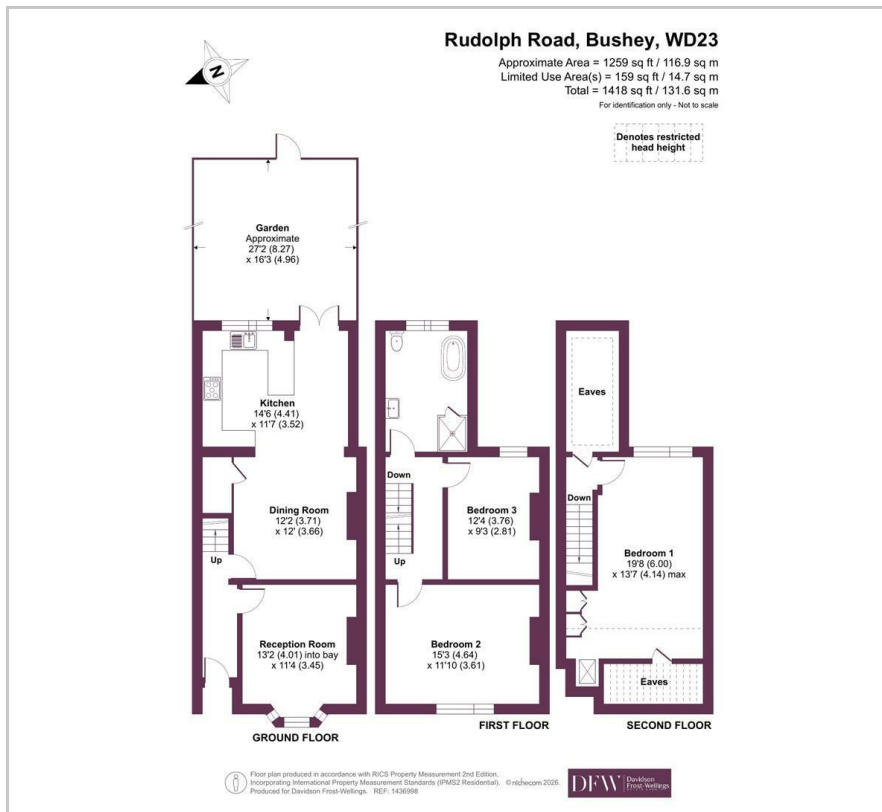 Rudolph Road, Bushey, WD23
Approximate Area = 1259 sq ft / 116.9 sq m
Limited Use Area(s) = 159 sq ft / 14.7 sq m
Total = 1418 sq ft / 131.6 sq m
For identification only - Not to scale
N
Denotes restricted
head height
Garden
Approximate
27'2 (8.27)
x 16'3 (4.96)
Kitchen
14'6 (4.41)
x 11'7 (3.52)
Dining Room
12'2 (3.71)
x 12' (3.66)
Up
Reception Room
13'2 (4.01) into bay
x 11'4 (3.45)
GROUND FLOOR
Down
Up
Bedroom 3
12'4 (3.76)
x 9'3 (2.81)
Bedroom 2
15'3 (4.64)
x 11'10 (3.61)
FIRST FLOOR
Eaves
Down
Bedroom 1
19'8 (6.00)
x 13'7 (4.14) max
Eaves
SECOND FLOOR
Floor plan produced in accordance with RICS Property Measurement 2nd Edition,
Incorporating International Property Measurement Standards (IPMS2 Residential). © nichecom 2026.
Produced for Davidson Frost-Wellings. REF: 1436998
DFW
Davidson
Frost-Wellings